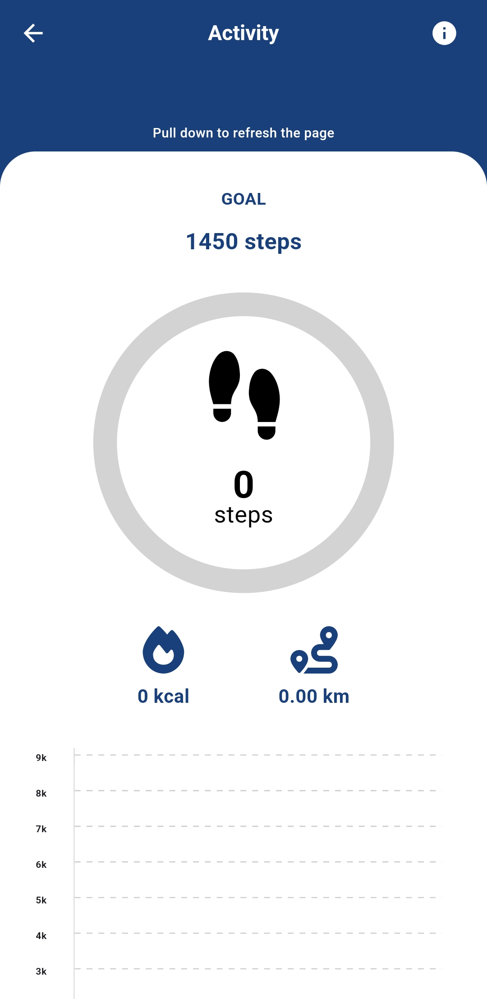 Activity
Pull down to refresh the page
GOAL
1450 steps
0
steps
0 kcal
0.00 km
9k
8k
7k
6k
5k
4k
3k